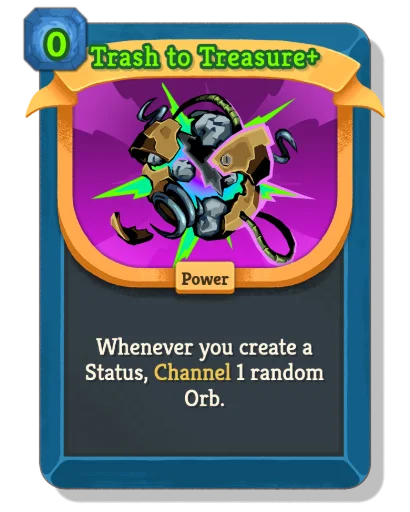 0
Trash to Treasure+
Power
Whenever you create a
Status, Channel 1 random
Orb.